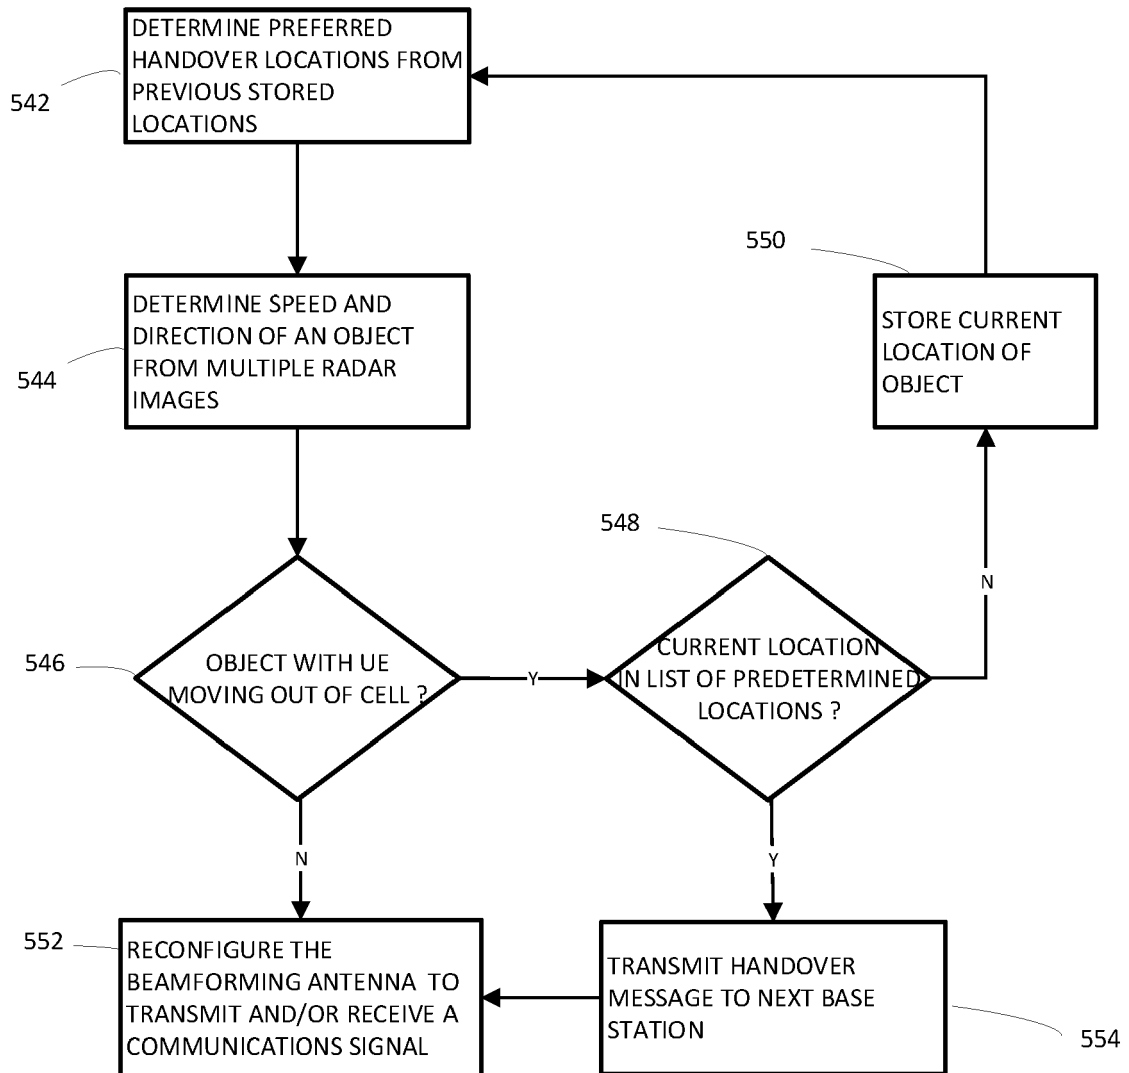 DETERMINE PREFERRED
HANDOVER LOCATIONS FROM
PREVIOUS STORED
LOCATIONS
542
550
DETERMINE SPEED AND
DIRECTION OF AN OBJECT
FROM MULTIPLE RADAR
IMAGES
544
STORE CURRENT
LOCATION OF
OBJECT
548
N
546
OBJECT WITH UE
MOVING OUT OF CELL ?
Y
CURRENT LOCATION
IN LIST OF PREDETERMINED
LOCATIONS ?
N
Y
552
RECONFIGURE THE
BEAMFORMING ANTENNA TO
TRANSMIT AND/OR RECEIVE A
COMMUNICATIONS SIGNAL
TRANSMIT HANDOVER
MESSAGE TO NEXT BASE
STATION
554